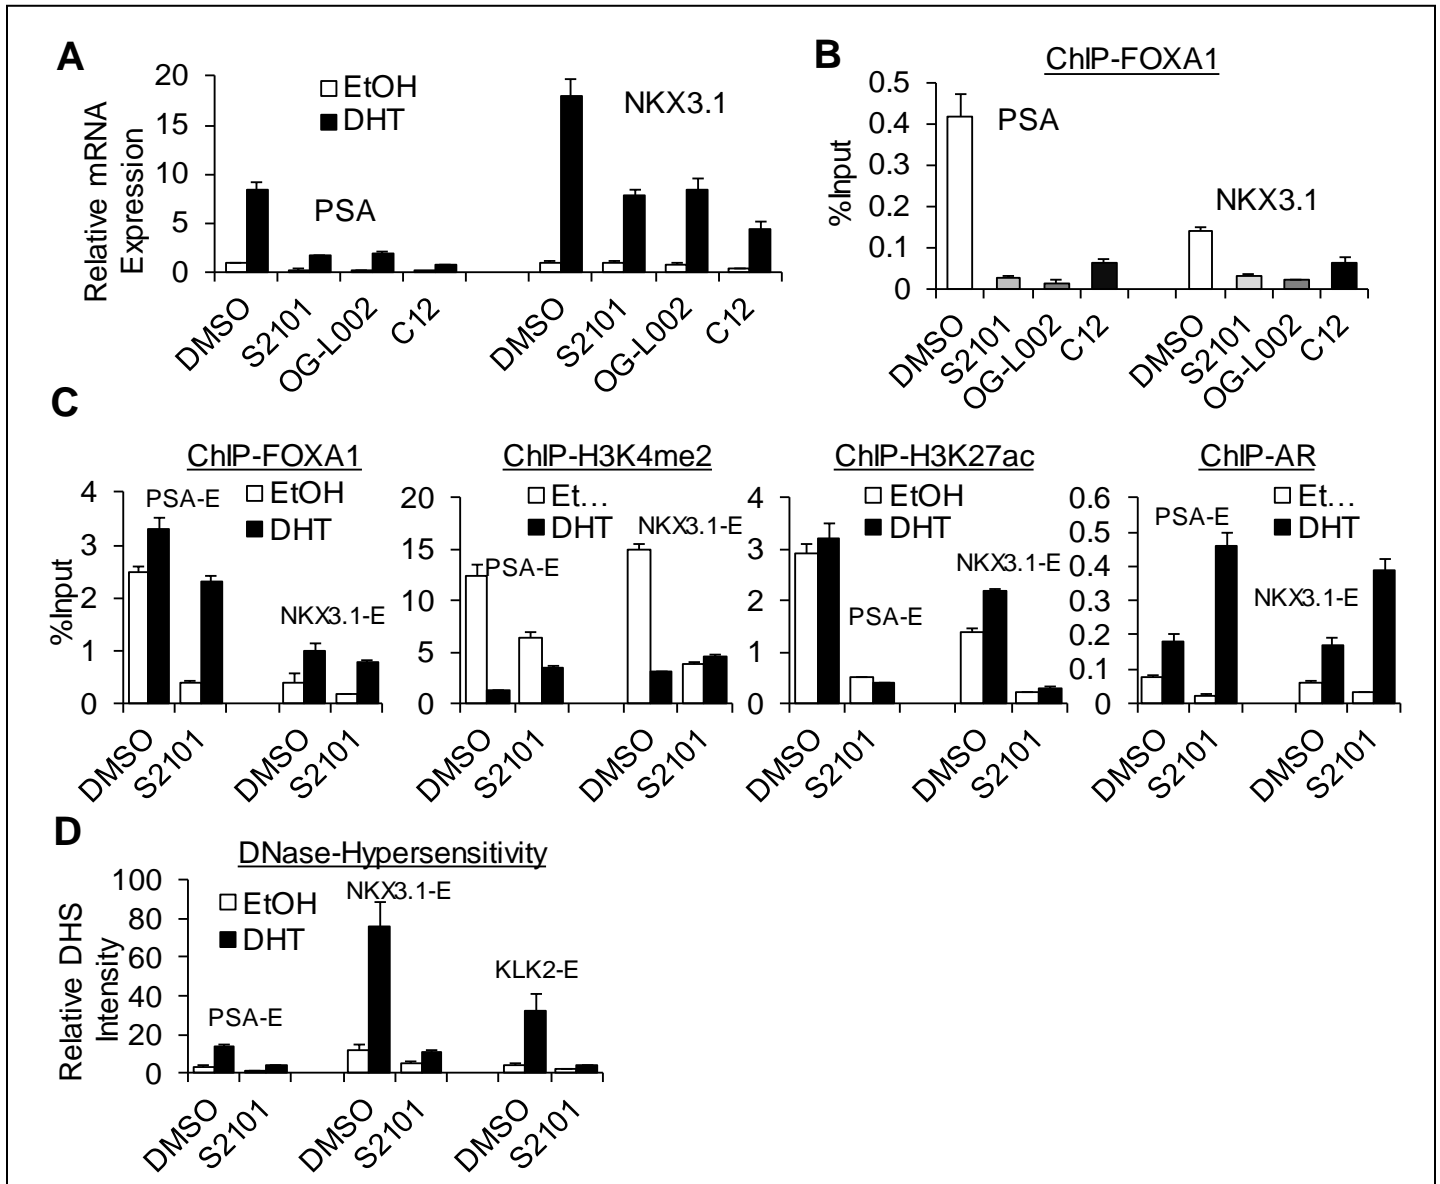 A
Relative mRNA
Expression
20
15
10
5
0
EtOH
DHT
PSA
NKX3.1
DMSO
S2101
OG-L002
C12
DMSO
S2101
OG-L002
C12
B
ChIP-FOXA1
%Input
0.5
0.4
0.3
0.2
0.1
0
PSA
NKX3.1
DMSO
S2101
OG-L002
C12
DMSO
S2101
OG-L002
C12
C
ChIP-FOXA1
%Input
4
3
2
1
0
PSA-E
EtOH
DHT
NKX3.1-E
DMSO
S2101
DMSO
S2101
ChIP-H3K4me2
20
15
10
5
0
Et…
DHT
PSA-E
NKX3.1-E
DMSO
S2101
DMSO
S2101
ChIP-H3K27ac
4
3
2
1
0
EtOH
DHT
PSA-E
NKX3.1-E
DMSO
S2101
DMSO
S2101
ChIP-AR
0.6
0.5
0.4
0.3
0.2
0.1
0
Et…
DHT
PSA-E
NKX3.1-E
DMSO
S2101
DMSO
S2101
D
DNase-Hypersensitivity
Relative DHS
Intensity
100
80
60
40
20
0
EtOH
DHT
PSA-E
NKX3.1-E
KLK2-E
DMSO
S2101
DMSO
S2101
DMSO
S2101